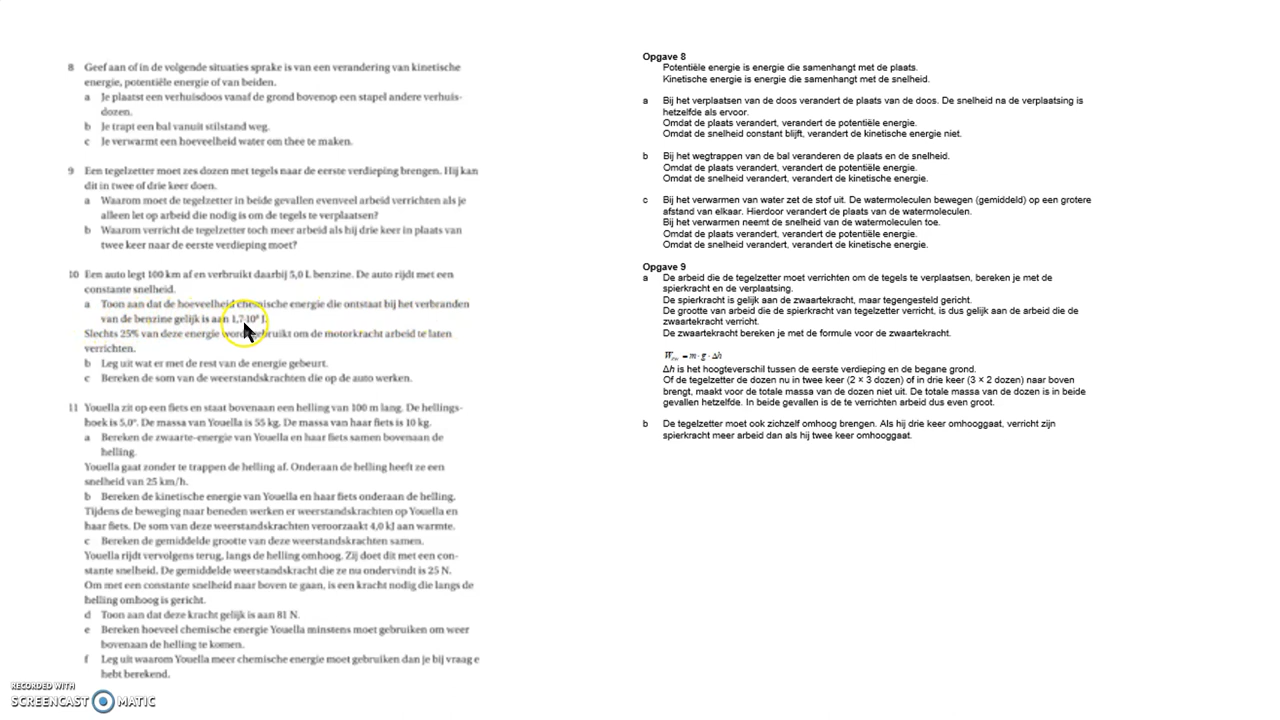 8 Geef aan of in de volgende situaties sprake is van een verandering van kinetische
energie, potentiële energie of van beiden.
a Je plaatst een verhuisdoos vanaf de grond bovenop een stapel andere verhuis-
dozen.
b Je trapt een bal vanuit stilstand weg.
c Je verwarmt een hoeveelheid water om thee te maken.
9 Een tegelzetter moet zes dozen met tegels naar de eerste verdieping brengen. Hij kan
dit in twee of drie keer doen.
a Waarom moet de tegelzetter in beide gevallen evenveel arbeid verrichten als je
alleen let op arbeid die nodig is om de tegels te verplaatsen?
b Waarom verricht de tegelzetter toch meer arbeid als hij drie keer in plaats van
twee keer naar de eerste verdieping moet?
10 Een auto legt 100 km af en verbruikt daarbij 5,0 L benzine. De auto rijdt met een
constante snelheid.
a Toon aan dat de hoeveelheid chemische energie die ontstaat bij het verbranden
van de benzine gelijk is aan 1,7·10⁸ J.
Slechts 25% van deze energie wordt gebruikt om de motorkracht arbeid te laten
verrichten.
b Leg uit wat er met de rest van de energie gebeurt.
c Bereken de som van de weerstandskrachten die op de auto werken.
11 Youella zit op een fiets en staat bovenaan een helling van 100 m lang. De hellings-
hoek is 5,0°. De massa van Youella is 55 kg. De massa van haar fiets is 10 kg.
a Bereken de zwaarte-energie van Youella en haar fiets samen bovenaan de
helling.
Youella gaat zonder te trappen de helling af. Onderaan de helling heeft ze een
snelheid van 25 km/h.
b Bereken de kinetische energie van Youella en haar fiets onderaan de helling.
Tijdens de beweging naar beneden werken er weerstandskrachten op Youella en
haar fiets. De som van deze weerstandskrachten veroorzaakt 4,0 kJ aan warmte.
c Bereken de gemiddelde grootte van deze weerstandskrachten samen.
Youella rijdt vervolgens terug, langs de helling omhoog. Zij doet dit met een con-
stante snelheid. De gemiddelde weerstandskracht die ze nu ondervindt is 25 N.
Om met een constante snelheid naar boven te gaan, is een kracht nodig die langs de
helling omhoog is gericht.
d Toon aan dat deze kracht gelijk is aan 81 N.
e Bereken hoeveel chemische energie Youella minstens moet gebruiken om weer
bovenaan de helling te komen.
f Leg uit waarom Youella meer chemische energie moet gebruiken dan je bij vraag e
hebt berekend.
RECORDED WITH
SCREENCAST MATIC
Opgave 8
Potentiële energie is energie die samenhangt met de plaats.
Kinetische energie is energie die samenhangt met de snelheid.
a Bij het verplaatsen van de doos verandert de plaats van de doos. De snelheid na de verplaatsing is
hetzelfde als ervoor.
Omdat de plaats verandert, verandert de potentiële energie.
Omdat de snelheid constant blijft, verandert de kinetische energie niet.
b Bij het wegtrappen van de bal veranderen de plaats en de snelheid.
Omdat de plaats verandert, verandert de potentiële energie.
Omdat de snelheid verandert, verandert de kinetische energie.
c Bij het verwarmen van water zet de stof uit. De watermoleculen bewegen (gemiddeld) op een grotere
afstand van elkaar. Hierdoor verandert de plaats van de watermoleculen.
Bij het verwarmen neemt de snelheid van de watermoleculen toe.
Omdat de plaats verandert, verandert de potentiële energie.
Omdat de snelheid verandert, verandert de kinetische energie.
Opgave 9
a De arbeid die de tegelzetter moet verrichten om de tegels te verplaatsen, bereken je met de
spierkracht en de verplaatsing.
De spierkracht is gelijk aan de zwaartekracht, maar tegengesteld gericht.
De grootte van arbeid die de spierkracht van tegelzetter verricht, is dus gelijk aan de arbeid die de
zwaartekracht verricht.
De zwaartekracht bereken je met de formule voor de zwaartekracht.
= m · g · Δh
Δh is het hoogteverschil tussen de eerste verdieping en de begane grond.
Of de tegelzetter de dozen nu in twee keer (2 × 3 dozen) of in drie keer (3 × 2 dozen) naar boven
brengt, maakt voor de totale massa van de dozen niet uit. De totale massa van de dozen is in beide
gevallen hetzelfde. In beide gevallen is de te verrichten arbeid dus even groot.
b De tegelzetter moet ook zichzelf omhoog brengen. Als hij drie keer omhooggaat, verricht zijn
spierkracht meer arbeid dan als hij twee keer omhooggaat.